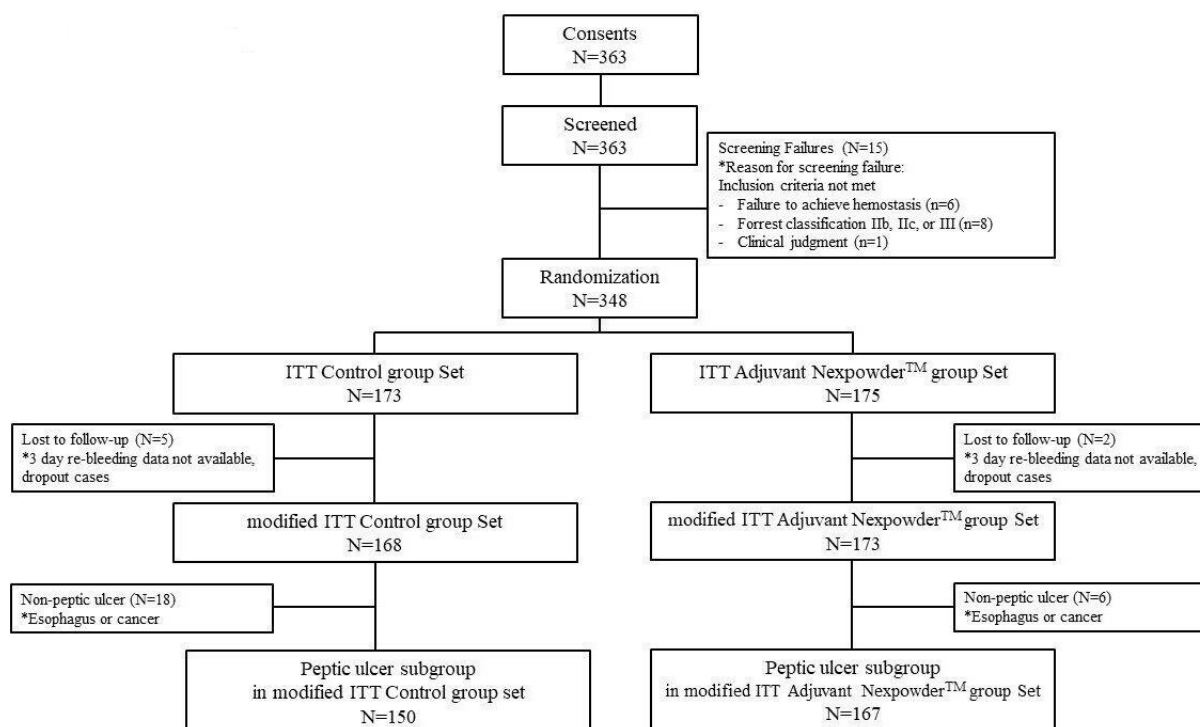 Consents
N=363
Screened
N=363
Screening Failures (N=15)
*Reason for screening failure:
Inclusion criteria not met
- Failure to achieve hemostasis (n=6)
- Forrest classification IIb, IIc, or III (n=8)
- Clinical judgment (n=1)
Randomization
N=348
ITT Control group Set
N=173
ITT Adjuvant Nexpowder™ group Set
N=175
Lost to follow-up (N=5)
*3 day re-bleeding data not available,
dropout cases
Lost to follow-up (N=2)
*3 day re-bleeding data not available,
dropout cases
modified ITT Control group Set
N=168
modified ITT Adjuvant Nexpowder™ group Set
N=173
Non-peptic ulcer (N=18)
*Esophagus or cancer
Non-peptic ulcer (N=6)
*Esophagus or cancer
Peptic ulcer subgroup
in modified ITT Control group set
N=150
Peptic ulcer subgroup
in modified ITT Adjuvant Nexpowder™ group Set
N=167